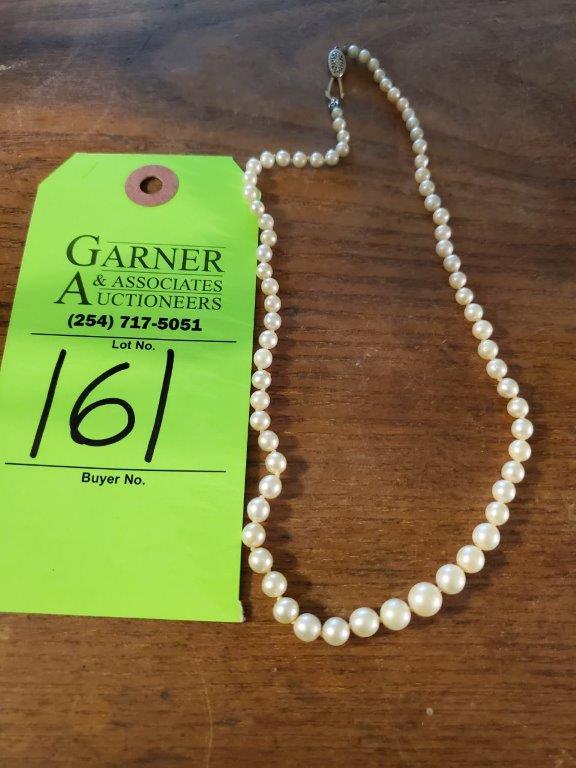 GARNER
& ASSOCIATES
AUCTIONEERS
(254) 717-5051
Lot No.
161
Buyer No.